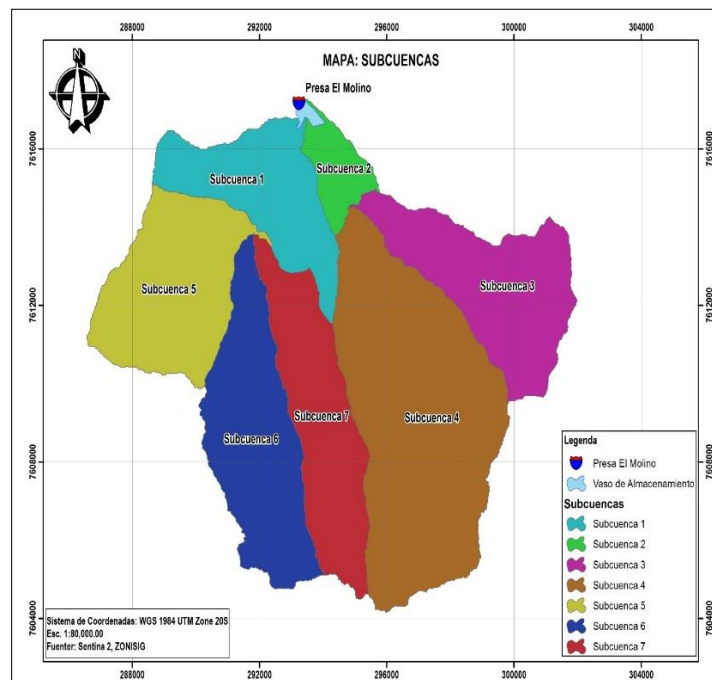 288000 292000 296000 300000 304000
MAPA: SUBCUENCAS
N
Presa El Molino
7616000 7616000
Subcuenca 1
Subcuenca 2
Subcuenca 3
Subcuenca 5
7612000 7612000
Subcuenca 4
Subcuenca 7
Subcuenca 6
7608000 7608000
Legenda
Presa El Molino
Vaso de Almacenamiento
Subcuencas
Subcuenca 1
Subcuenca 2
Subcuenca 3
Subcuenca 4
Subcuenca 5
Subcuenca 6
Subcuenca 7
7604000 7604000
Sistema de Coordenadas: WGS 1984 UTM Zone 20S
Esc. 1:80,000.00
Fuenter: Sentina 2, ZONISIG
288000 292000 296000 300000 304000